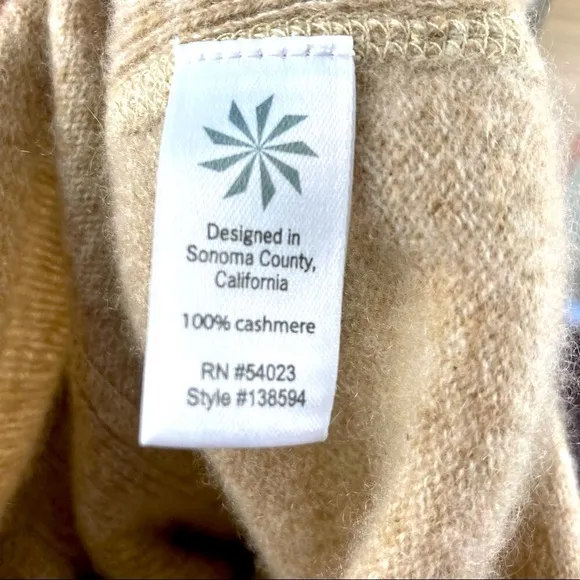 Designed in
Sonoma County,
California
100% cashmere
RN #54023
Style #138594